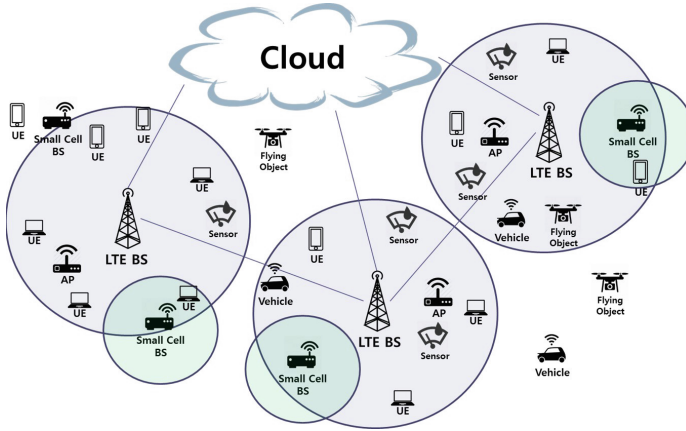 Cloud
UE
Small Cell
BS
UE
UE
UE
Sensor
LTE BS
UE
AP
UE
UE
Small Cell
BS
Flying
Object
UE
Sensor
Vehicle
LTE BS
AP
UE
Sensor
Small Cell
BS
UE
Sensor
UE
UE
AP
LTE BS
Small Cell
BS
UE
Sensor
Vehicle
Flying
Object
Flying
Object
Vehicle